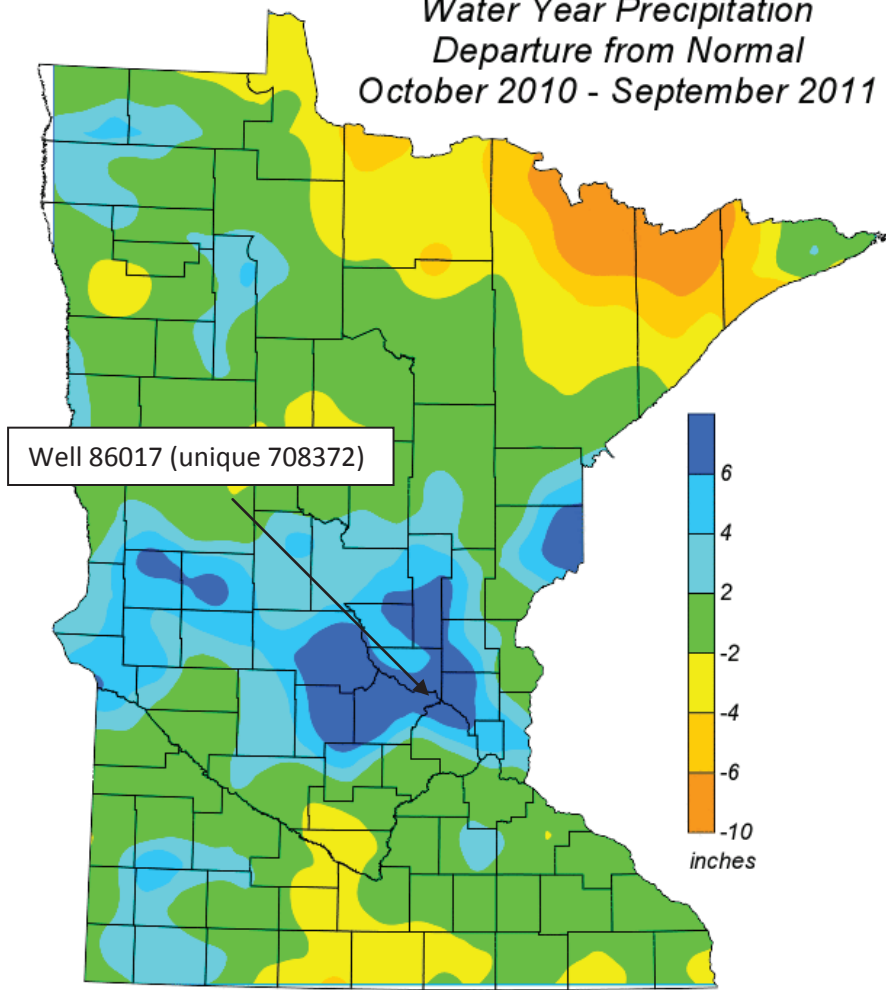 Water Year Precipitation
Departure from Normal
October 2010 - September 2011
Well 86017 (unique 708372)
6
4
2
-2
-4
-6
-10
inches